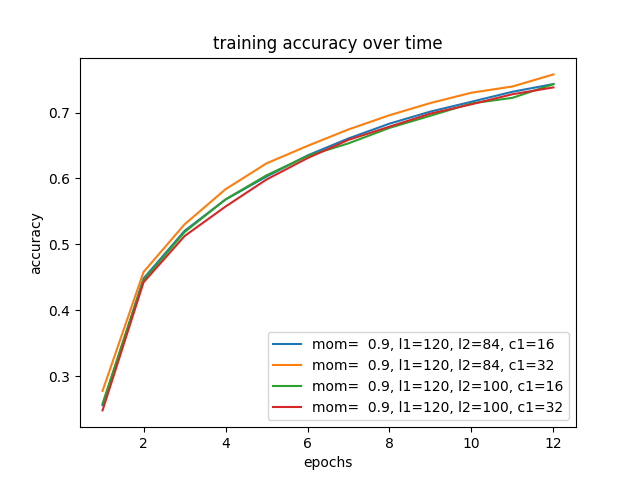 training accuracy over time
accuracy
0.7
0.6
0.5
0.4
0.3
mom=  0.9, l1=120, l2=84, c1=16
mom=  0.9, l1=120, l2=84, c1=32
mom=  0.9, l1=120, l2=100, c1=16
mom=  0.9, l1=120, l2=100, c1=32
2 4 6 8 10 12
epochs